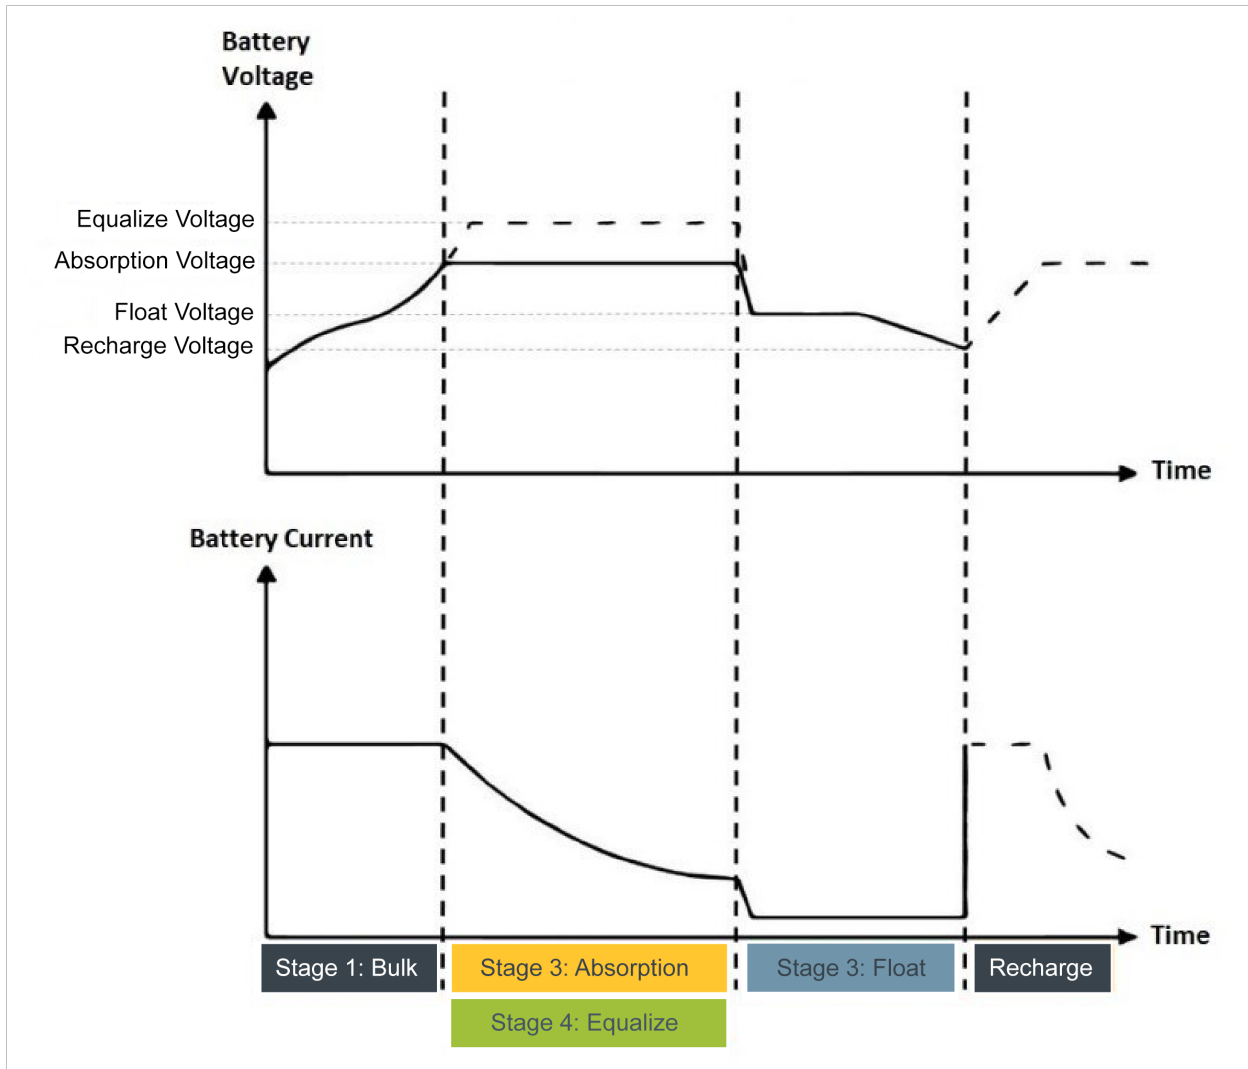 Battery
Voltage
Equalize Voltage
Absorption Voltage
Float Voltage
Recharge Voltage
Time
Battery Current
Time
Stage 1: Bulk
Stage 3: Absorption
Stage 3: Float
Recharge
Stage 4: Equalize